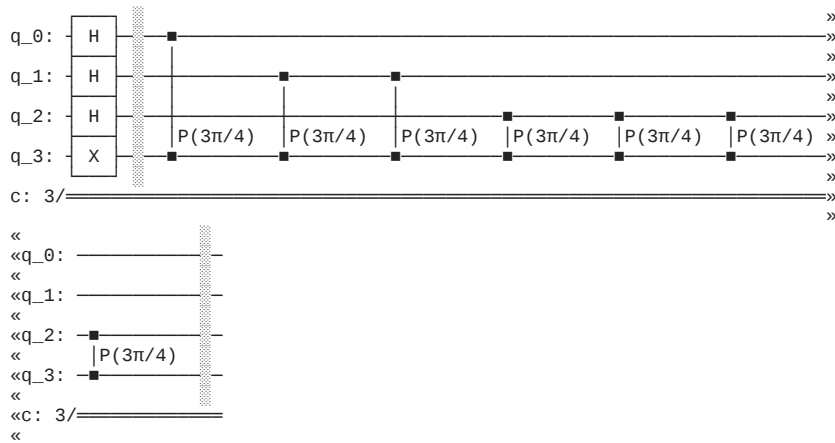 »
q_0: H »
»
q_1: H »
»
q_2: H »
P(3π/4) P(3π/4) P(3π/4) P(3π/4) P(3π/4) P(3π/4) »
q_3: X »
»
c: 3/ »
»
«
«q_0:
«
«q_1:
«
«q_2:
« P(3π/4)
«q_3:
«
«c: 3/
«